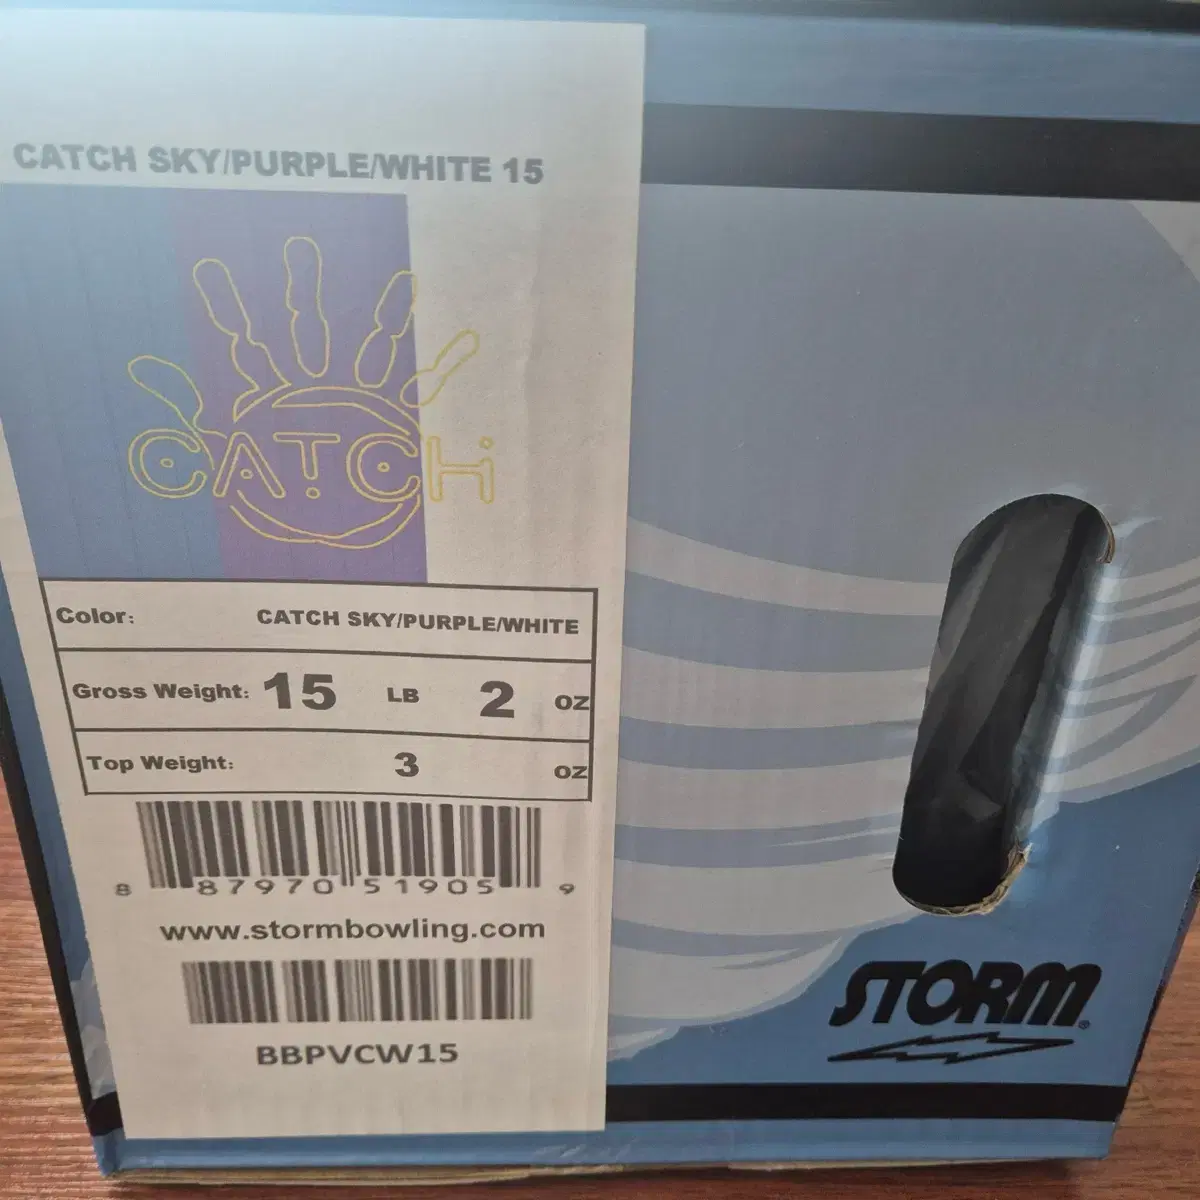 CATCH SKY/PURPLE/WHITE 15
CATCH
Color: CATCH SKY/PURPLE/WHITE
Gross Weight: 15 LB 2 OZ
Top Weight: 3 OZ
8 87970 51905 9
www.stormbowling.com
BBPVCW15
STORM®